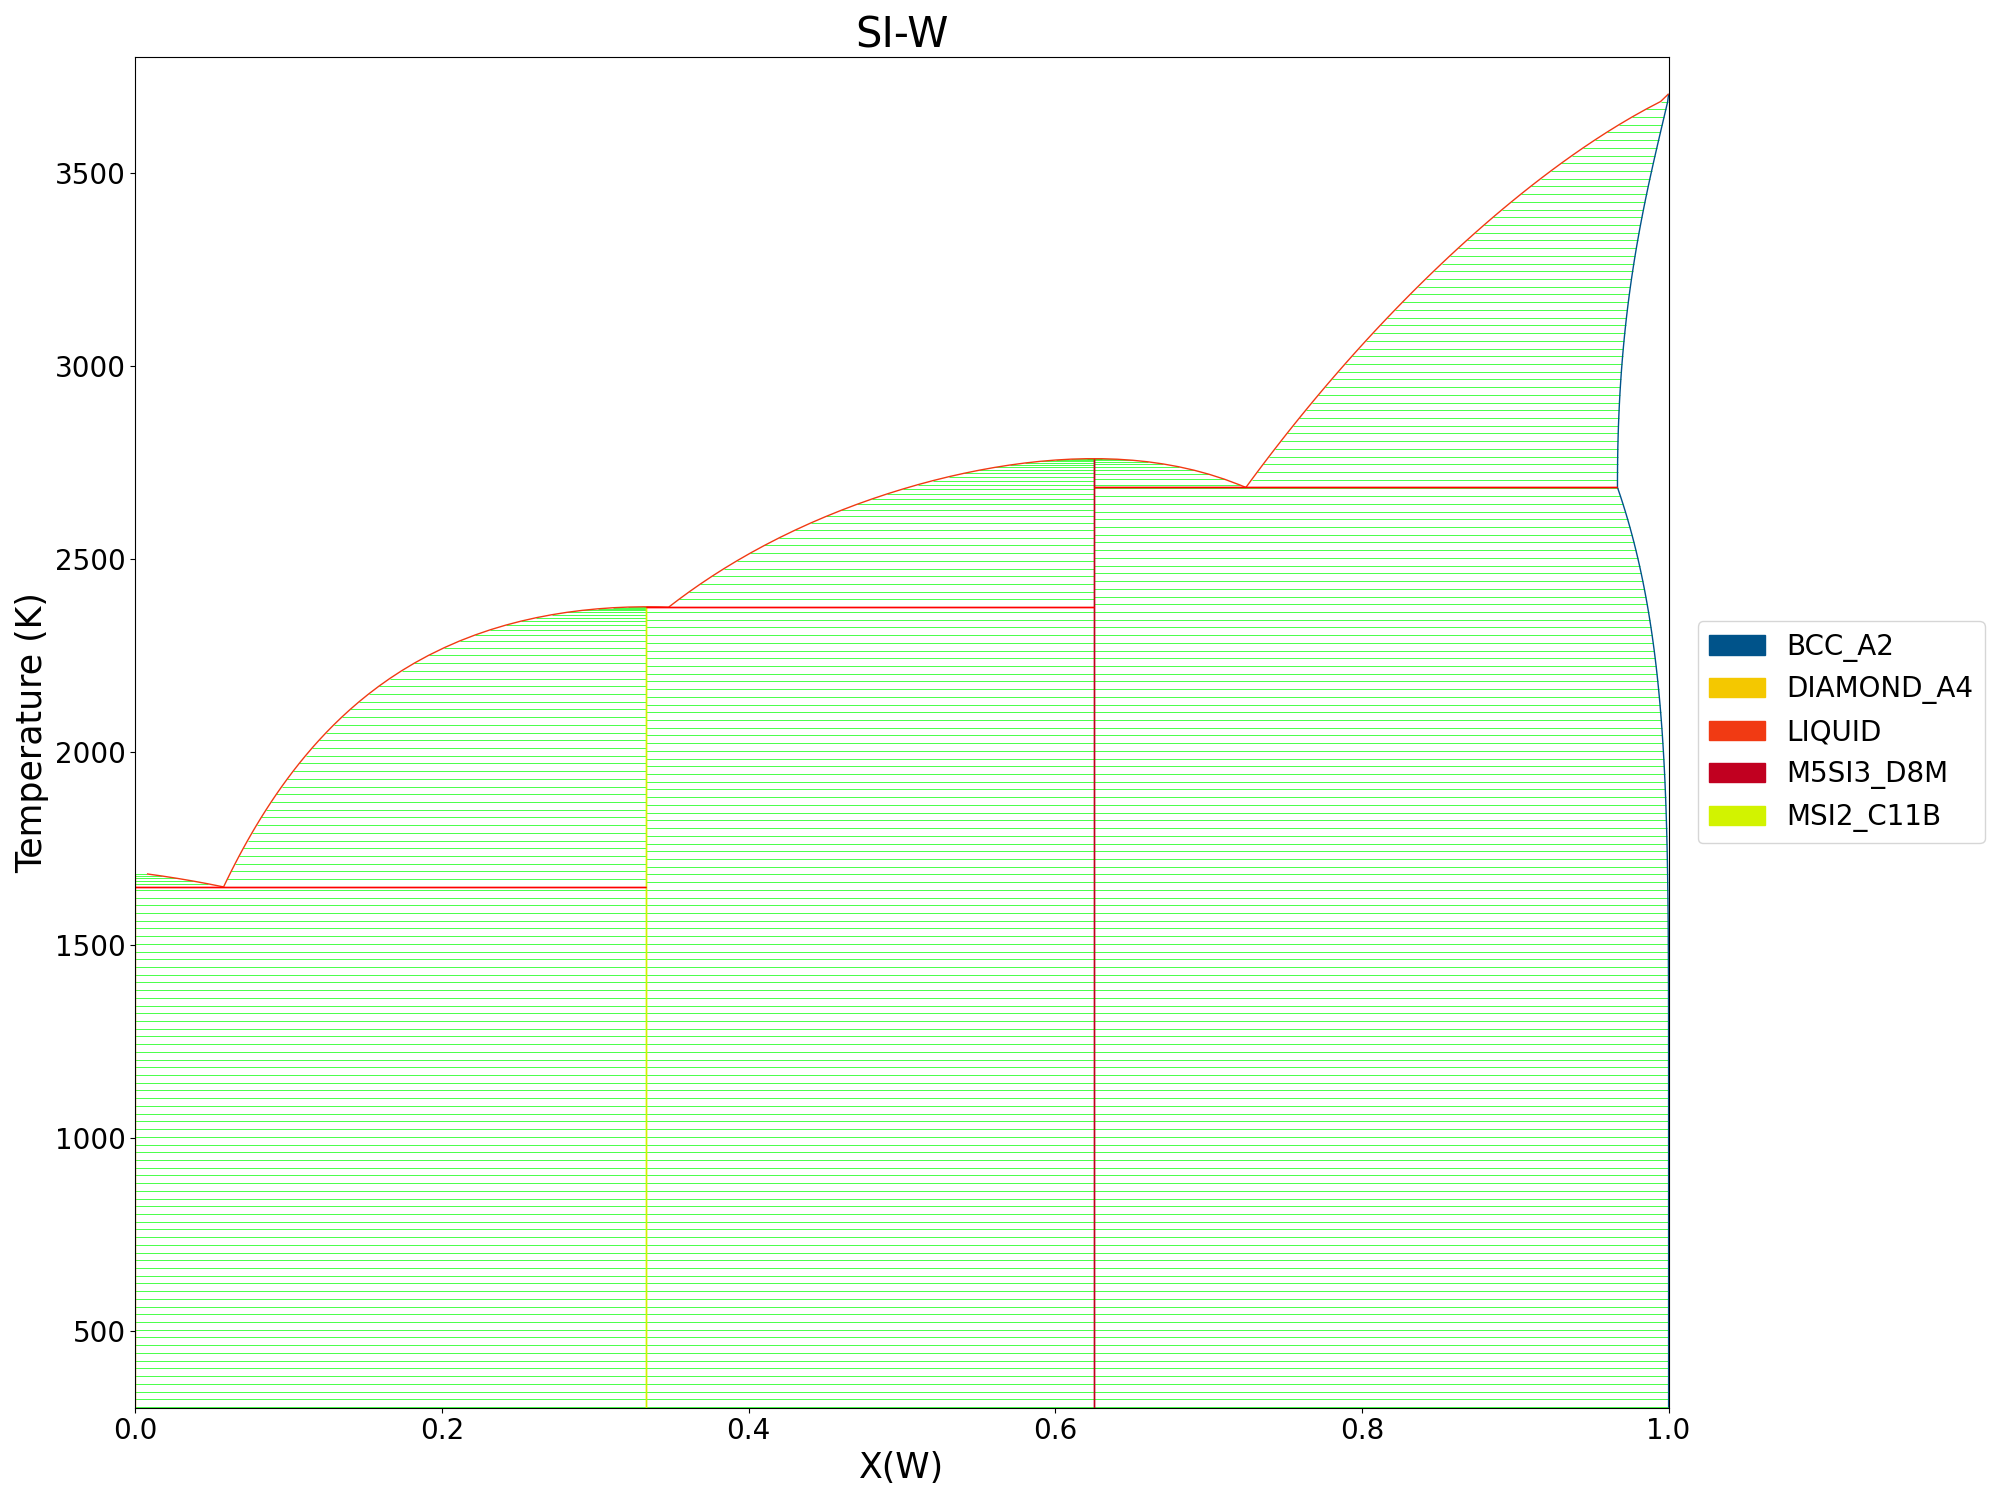 SI-W
3500
3000
2500
2000
1500
1000
500
Temperature (K)
0.0 0.2 0.4 0.6 0.8 1.0
X(W)
BCC_A2
DIAMOND_A4
LIQUID
M5SI3_D8M
MSI2_C11B